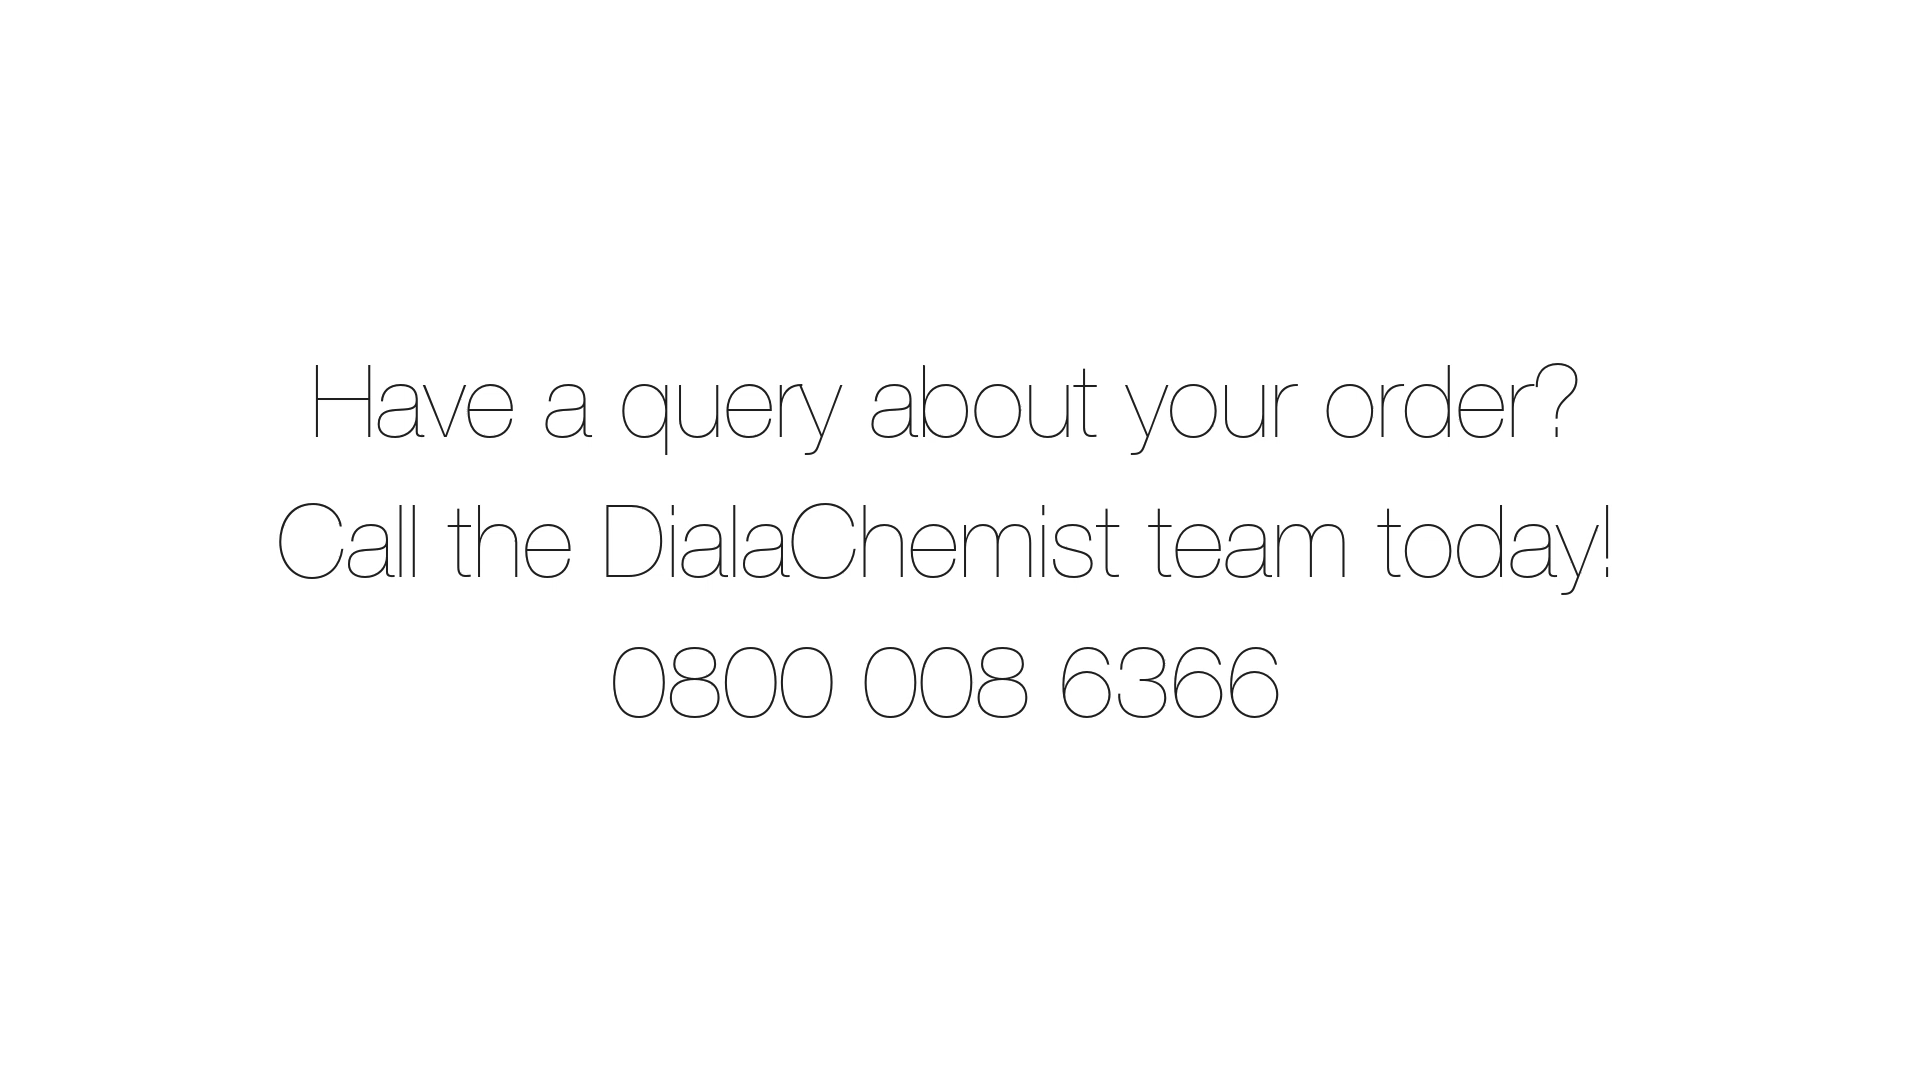 Have a query about your order?
Call the DialaChemist team today!
0800 008 6366